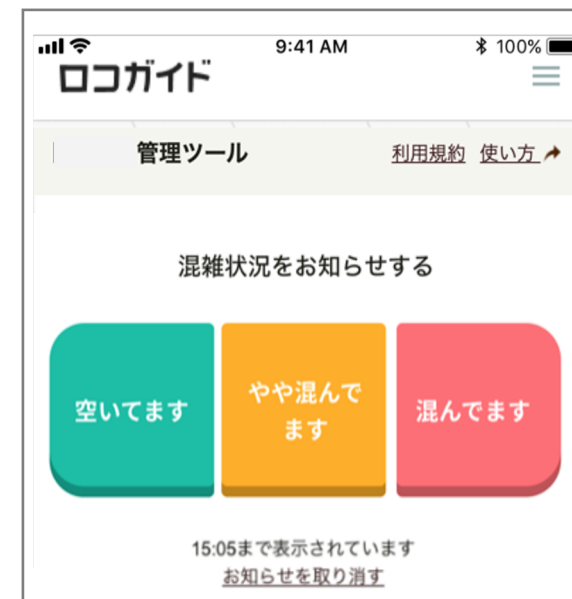 9:41 AM
100%
ロコガイド
管理ツール
利用規約 使い方
混雑状況をお知らせする
空いてます
やや混んで
ます
混んでます
15:05まで表示されています
お知らせを取り消す